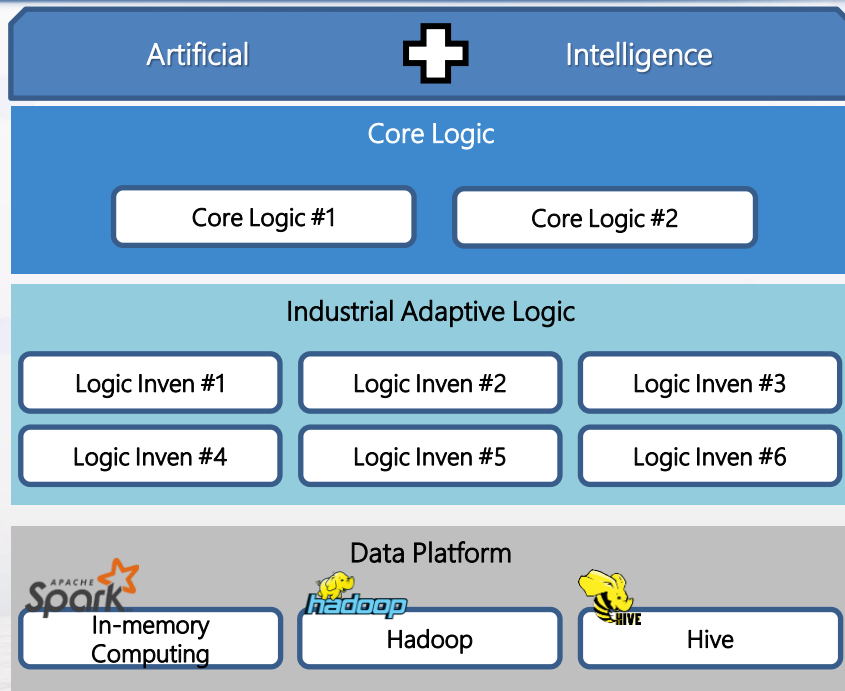 Artificial Intelligence
Core Logic
Core Logic #1 Core Logic #2
Industrial Adaptive Logic
Logic Inven #1 Logic Inven #2 Logic Inven #3
Logic Inven #4 Logic Inven #5 Logic Inven #6
Data Platform
APACHE
Spark hadoop HIVE
In-memory
Computing
Hadoop Hive